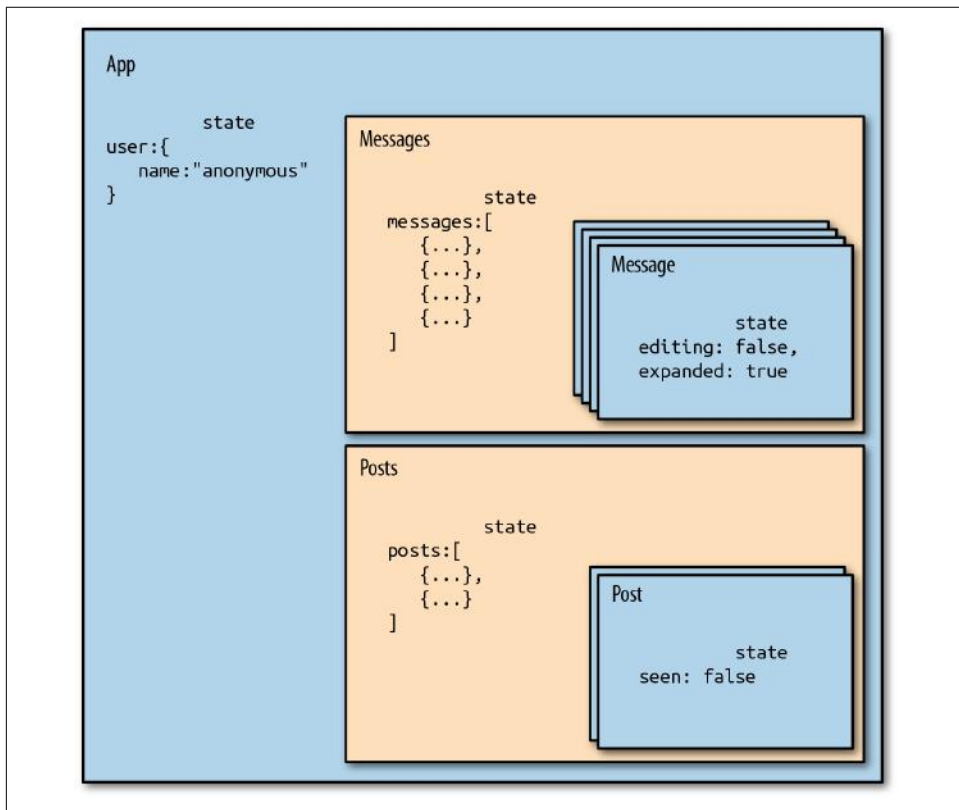 App
state
user:{
name:"anonymous"
}
Messages
state
messages:[
{...},
{...},
{...},
{...}
]
Message
state
editing: false,
expanded: true
Posts
state
posts:[
{...},
{...}
]
Post
state
seen: false